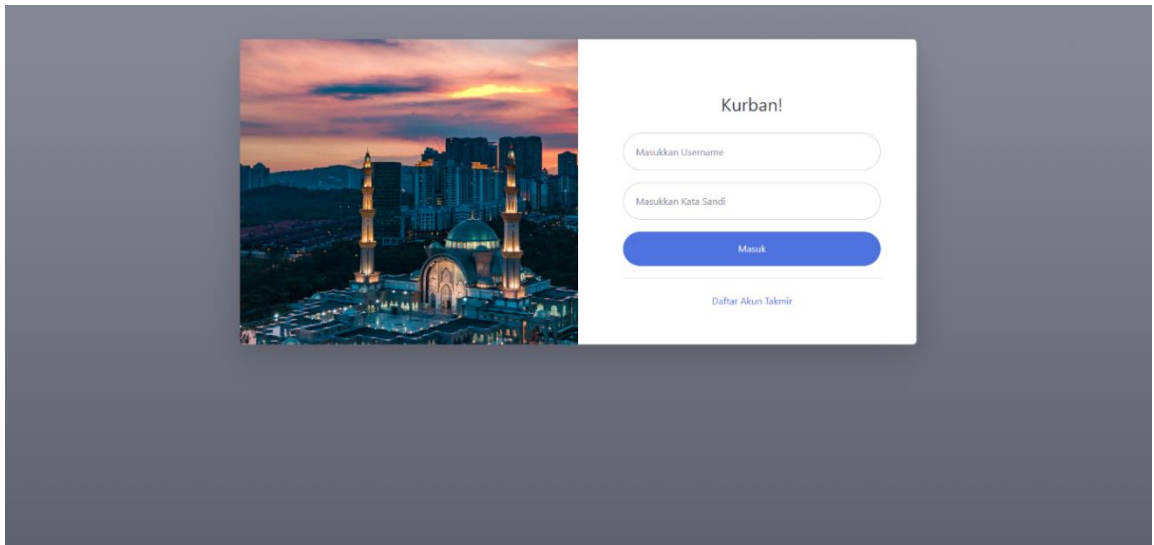 Kurban!
Masukkan Username
Masukkan Kata Sandi
Masuk
Daftar Akun Takmir